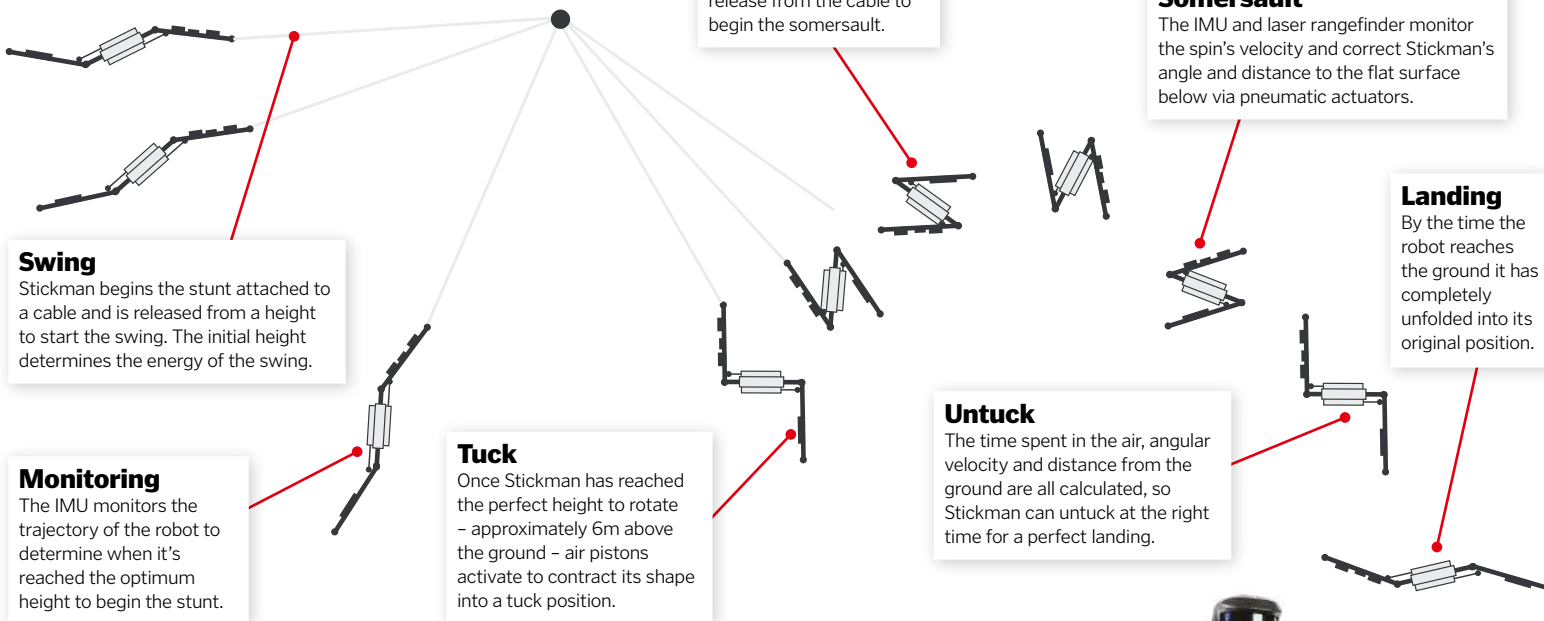 release from the cable to
begin the somersault.
Somersault
The IMU and laser rangefinder monitor
the spin’s velocity and correct Stickman’s
angle and distance to the flat surface
below via pneumatic actuators.
Landing
By the time the
robot reaches
the ground it has
completely
unfolded into its
original position.
Swing
Stickman begins the stunt attached to
a cable and is released from a height
to start the swing. The initial height
determines the energy of the swing.
Monitoring
The IMU monitors the
trajectory of the robot to
determine when it’s
reached the optimum
height to begin the stunt.
Tuck
Once Stickman has reached
the perfect height to rotate
– approximately 6m above
the ground – air pistons
activate to contract its shape
into a tuck position.
Untuck
The time spent in the air, angular
velocity and distance from the
ground are all calculated, so
Stickman can untuck at the right
time for a perfect landing.